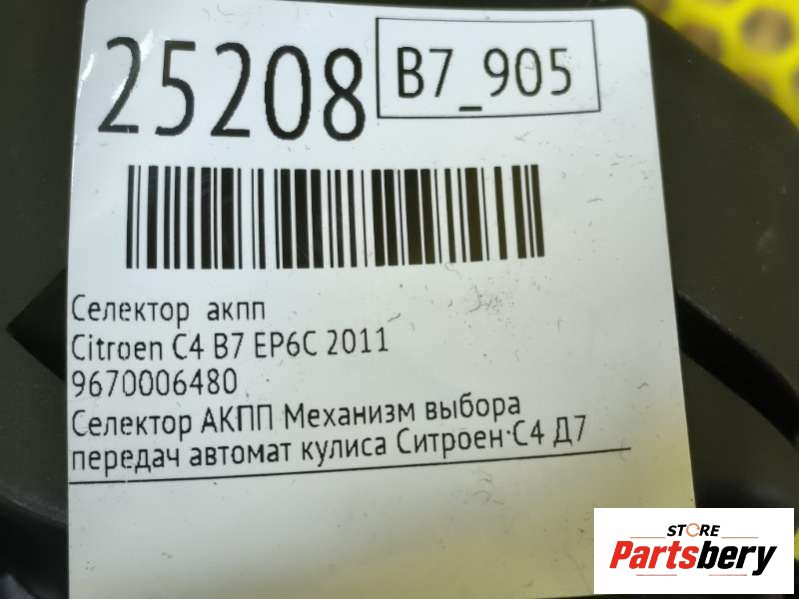 25208
B7_905
Селектор акпп
Citroen C4 B7 EP6C 2011
9670006480
Селектор АКПП Механизм выбора
передач автомат кулиса Ситроен C4 Д7
STORE
Partsbery